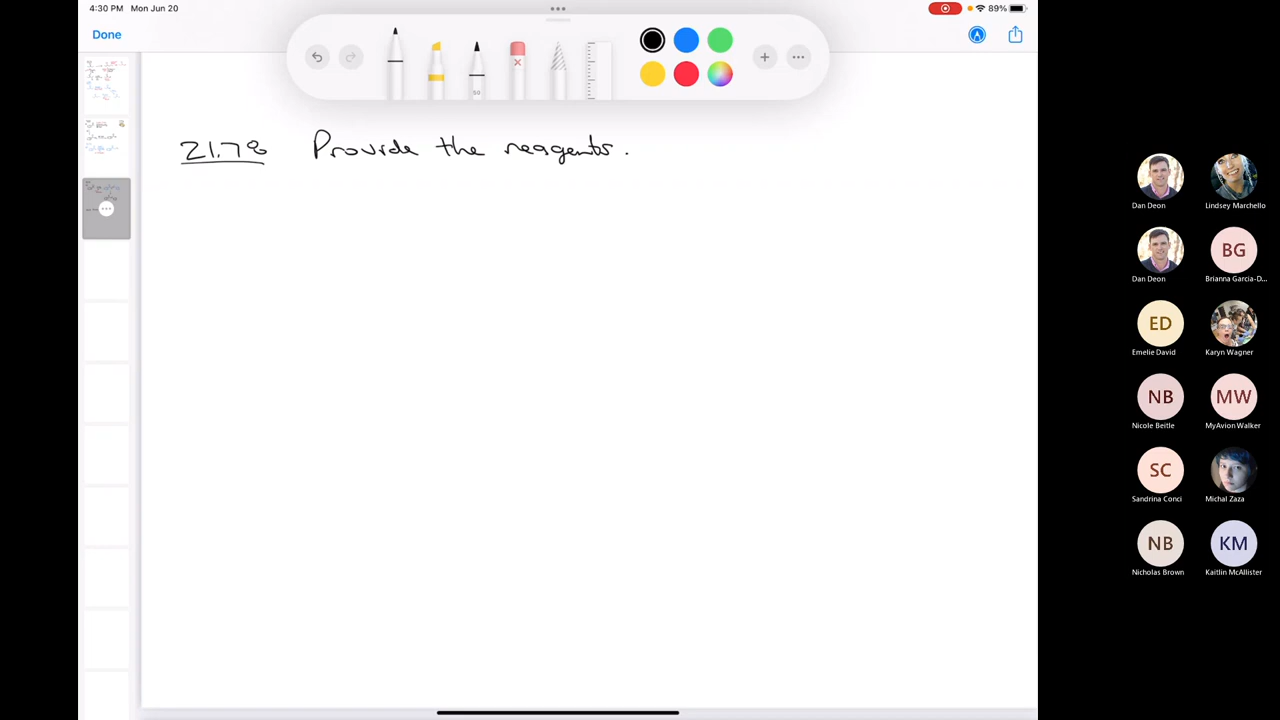 4:30 PM Mon Jun 20
89%
Done
50
21.78 Provide the reagents.
Dan Deon
Lindsey Marchello
BG
Dan Deon
Brianna Garcia-D...
ED
Emelie David
Karyn Wagner
NB
MW
Nicole Beitle
MyAvion Walker
SC
Sandrina Conci
Michal Zaza
NB
KM
Nicholas Brown
Kaitlin McAllister